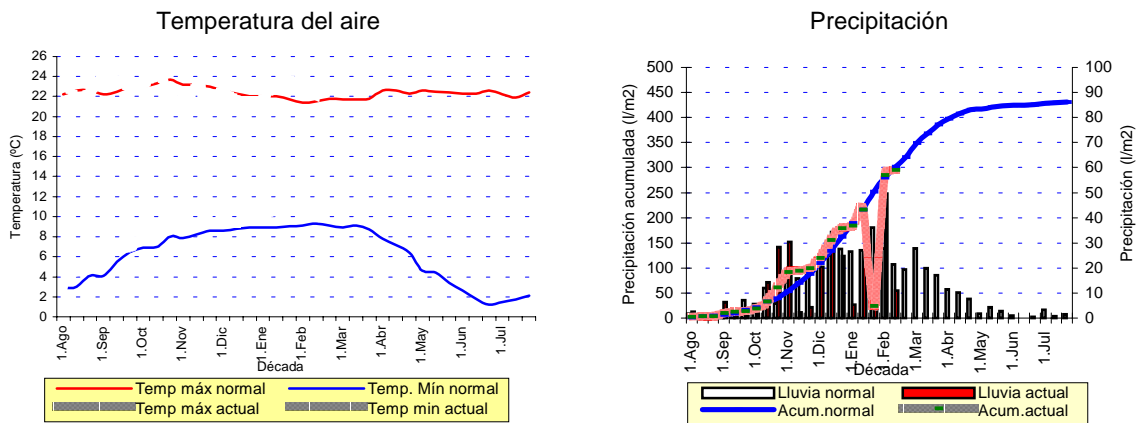 Temperatura del aire
26
24
22
20
18
16
14
12
10
8
6
4
2
0
Temperatura (ºC)
1.Ago
1.Sep
1.Oct
1.Nov
1.Dic
1.Ene
1.Feb
1.Mar
1.Abr
1.May
1.Jun
1.Jul
Década
Temp máx normal
Temp. Mín normal
Temp máx actual
Temp min actual
Precipitación
500
450
400
350
300
250
200
150
100
50
0
Precipitación acumulada (l/m2)
100
90
80
70
60
50
40
30
20
10
0
Precipitación (l/m2)
1.Ago
1.Sep
1.Oct
1.Nov
1.Dic
1.Ene
1.Feb
1.Mar
1.Abr
1.May
1.Jun
1.Jul
Década
Lluvia normal
Lluvia actual
Acum.normal
Acum.actual